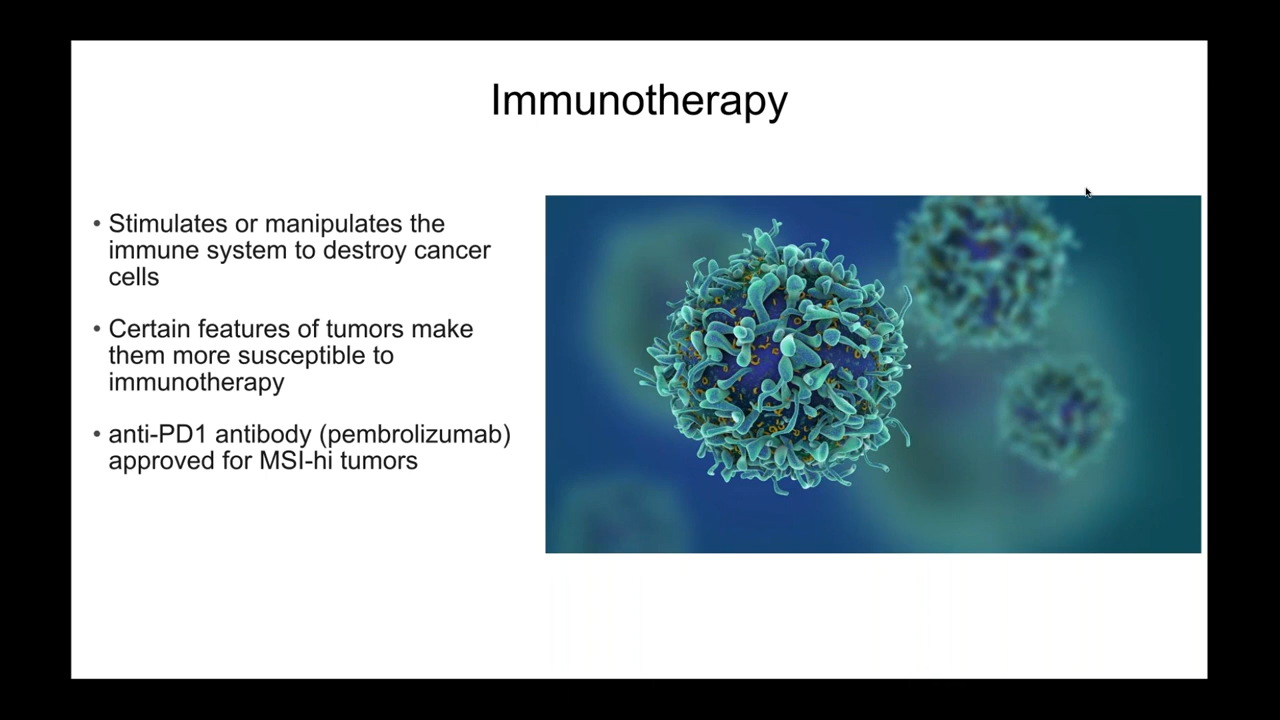 Immunotherapy
• Stimulates or manipulates the
immune system to destroy cancer
cells
• Certain features of tumors make
them more susceptible to
immunotherapy
• anti-PD1 antibody (pembrolizumab)
approved for MSI-hi tumors